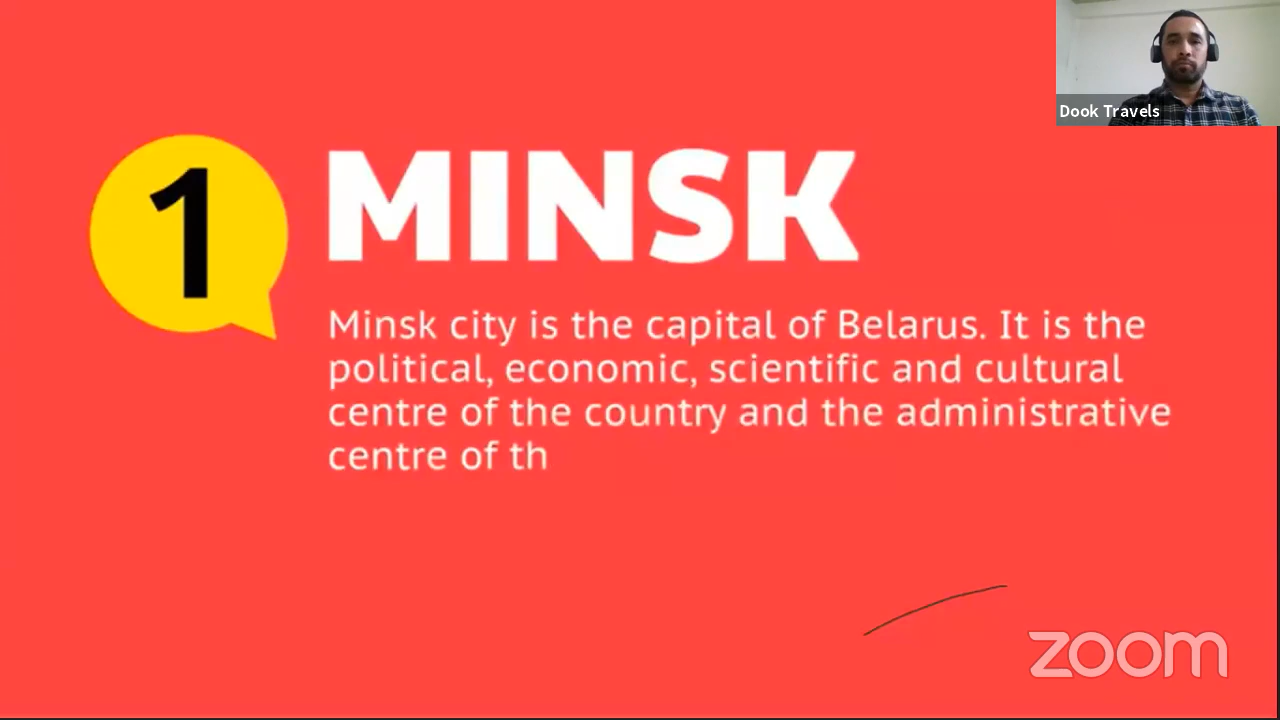 Dook Travels
1
MINSK
Minsk city is the capital of Belarus. It is the
political, economic, scientific and cultural
centre of the country and the administrative
centre of th
zoom